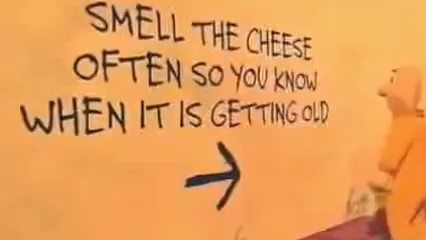 SMELL THE CHEESE
OFTEN SO YOU KNOW
WHEN IT IS GETTING OLD